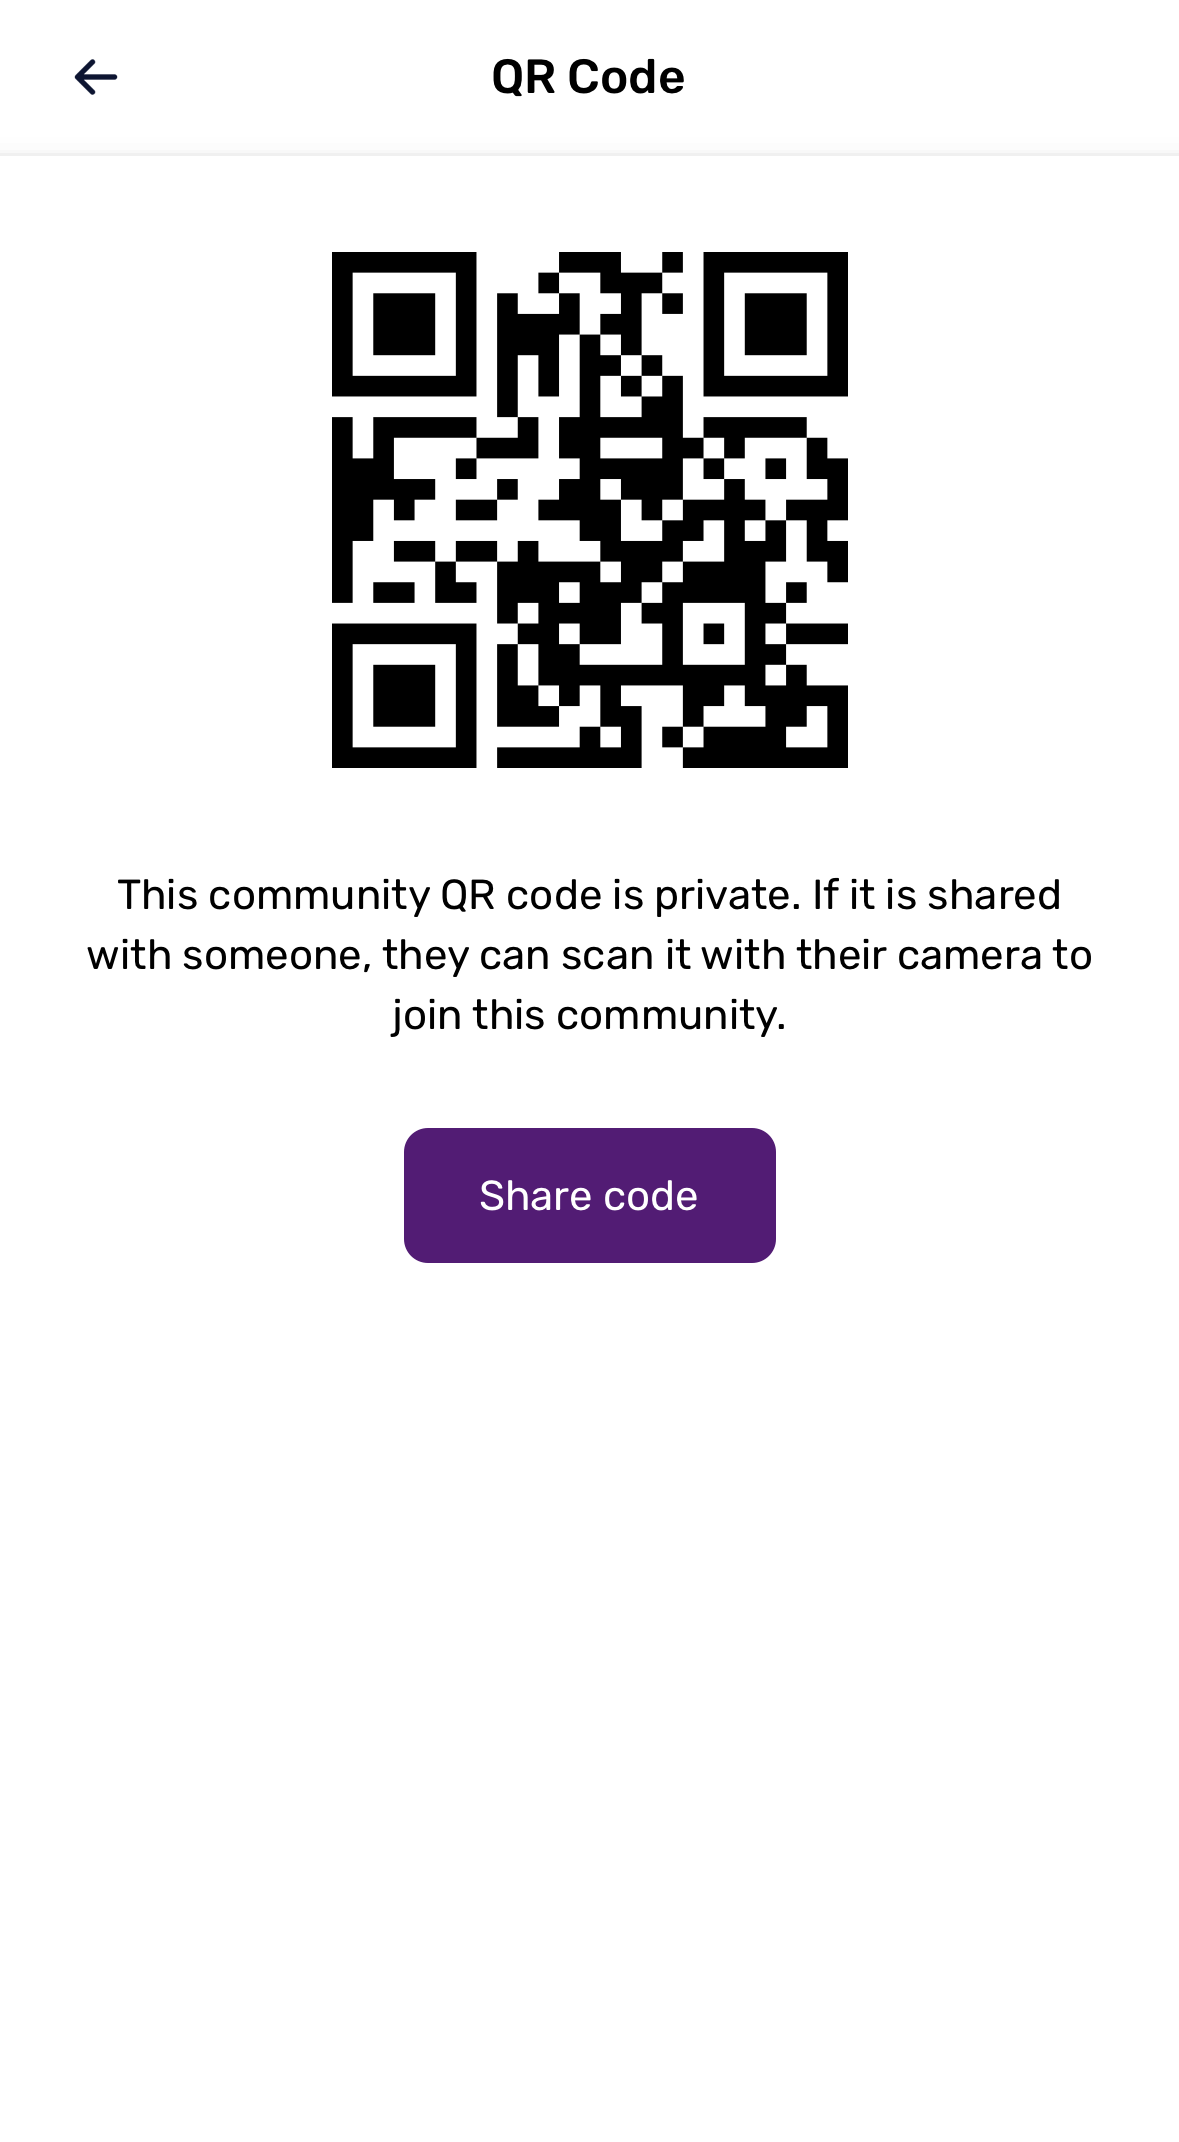 QR Code
This community QR code is private. If it is shared
with someone, they can scan it with their camera to
join this community.
Share code